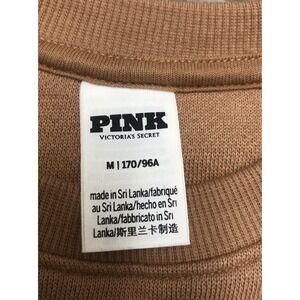 PINK
VICTORIA'S SECRET
M | 170/96A
made in Sri Lanka/fabriqué
au Sri Lanka/hecho en Sri
Lanka/fabbricato in Sri
Lanka/斯里兰卡制造